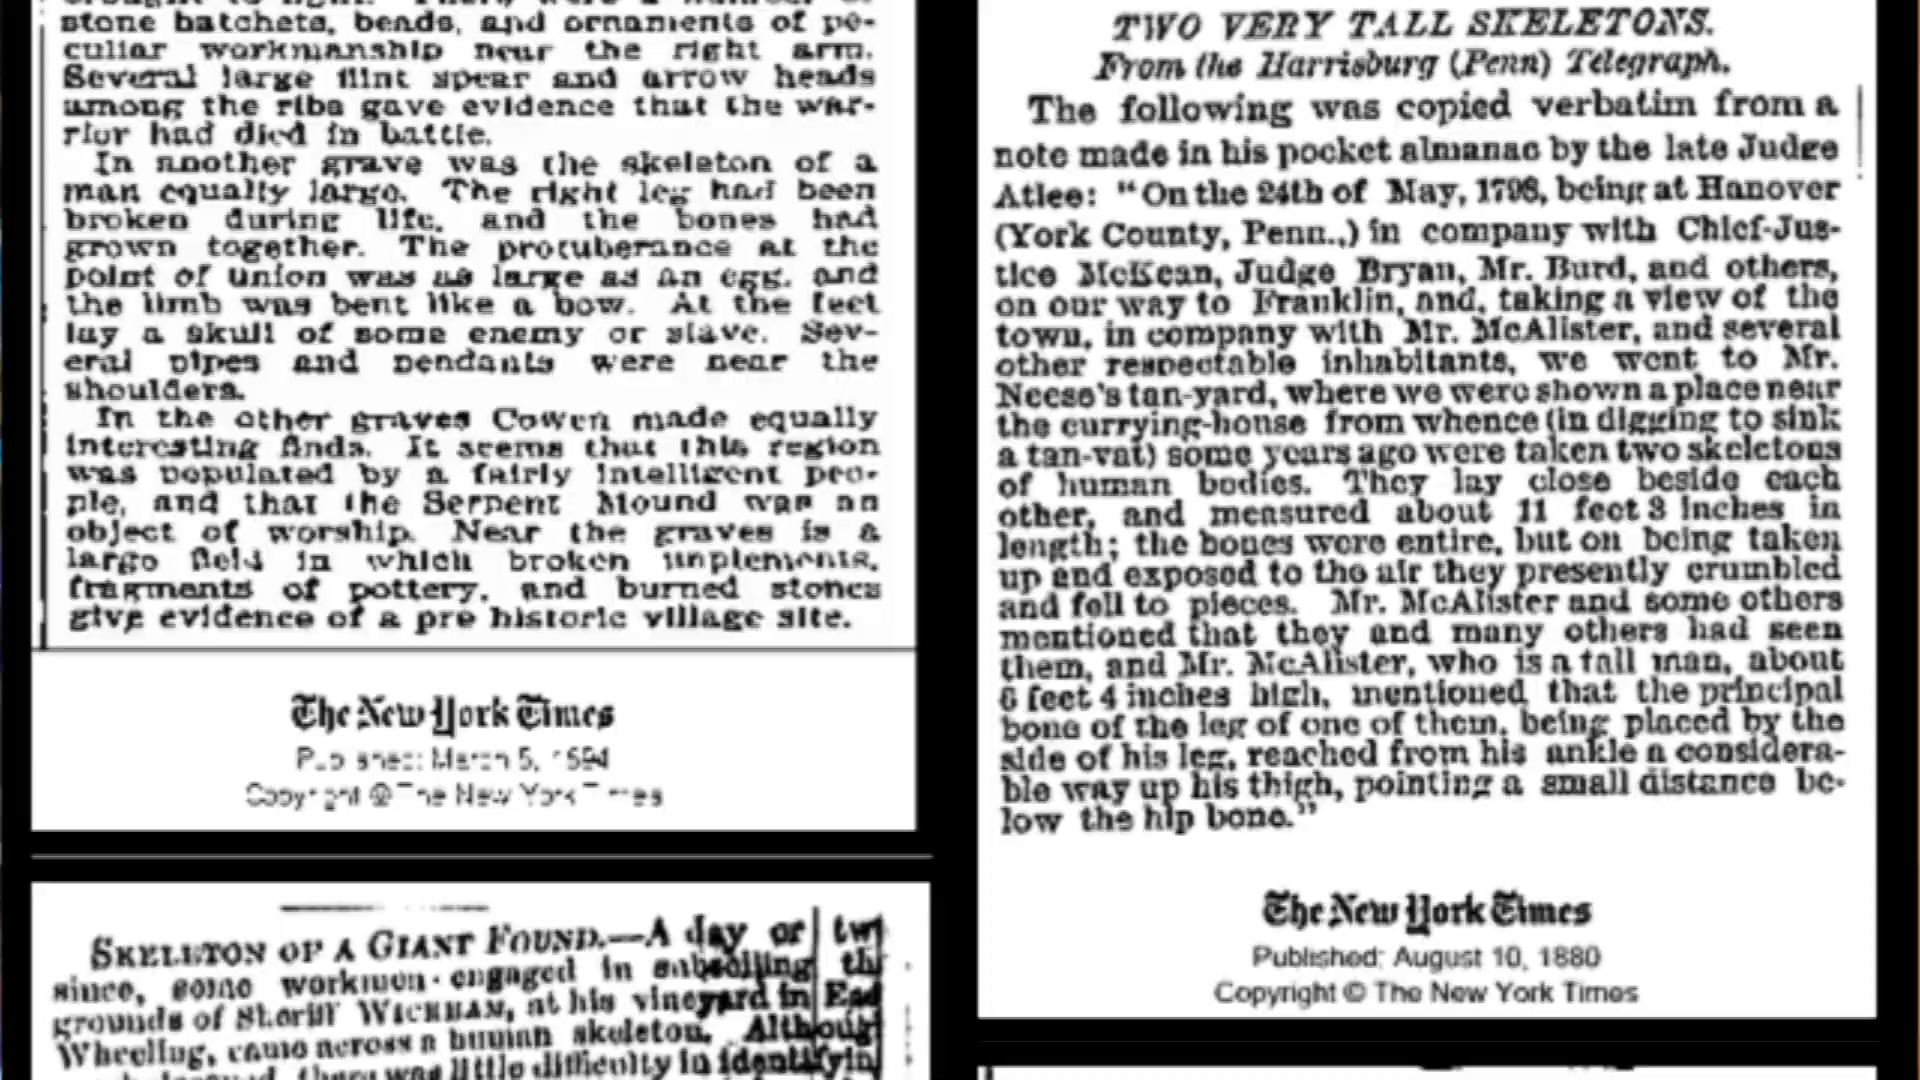 stone hatchets, beads, and ornaments of pe-
culiar workmanship near the right arm.
Several large flint spear and arrow heads
among the ribs gave evidence that the war-
rior had died in battle.
In another grave was the skeleton of a
man equally large. The right leg had been
broken during life, and the bones had
grown together. The protuberance at the
point of union was as large as an egg, and
the limb was bent like a bow. At the feet
lay a skull of some enemy or slave. Sev-
eral pipes and pendants were near the
shoulders.
In the other graves Cowen made equally
interesting finds. It seems that this region
was populated by a fairly intelligent peo-
ple, and that the Serpent Mound was an
object of worship. Near the graves is a
large field in which broken implements,
fragments of pottery, and burned stones
give evidence of a pre historic village site.
The New York Times
Published: March 5, 1894
Copyright © The New York Times
SKELETON OF A GIANT FOUND.—A day or two
since, some workmen engaged in subsoiling the
grounds of Sheriff WICKHAM, at his vineyard in East
Wheeling, came across a human skeleton. Although
there was little difficulty in identifying
TWO VERY TALL SKELETONS.
From the Harrisburg (Penn) Telegraph.
The following was copied verbatim from a
note made in his pocket almanac by the late Judge
Atlee: "On the 24th of May, 1798, being at Hanover
(York County, Penn.,) in company with Chief-Jus-
tice McKean, Judge Bryan, Mr. Burd, and others,
on our way to Franklin, and, taking a view of the
town, in company with Mr. McAlister, and several
other respectable inhabitants, we went to Mr.
Neese's tan-yard, where we were shown a place near
the currying-house from whence (in digging to sink
a tan-vat) some years ago were taken two skeletons
of human bodies. They lay close beside each
other, and measured about 11 feet 3 inches in
length; the bones were entire, but on being taken
up and exposed to the air they presently crumbled
and fell to pieces. Mr. McAlister and some others
mentioned that they and many others had seen
them, and Mr. McAlister, who is a tall man, about
6 feet 4 inches high, mentioned that the principal
bone of the leg of one of them, being placed by the
side of his leg, reached from his ankle a considera-
ble way up his thigh, pointing a small distance be-
low the hip bone."
The New York Times
Published: August 10, 1880
Copyright © The New York Times